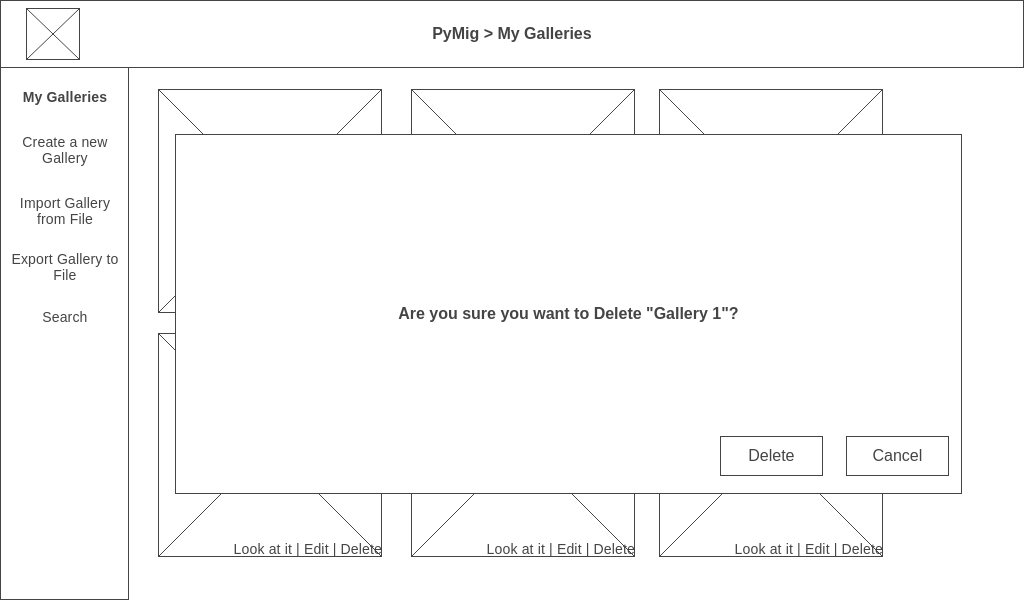 PyMig > My Galleries
My Galleries
Create a new
Gallery
Import Gallery
from File
Export Gallery to
File
Search
Are you sure you want to Delete "Gallery 1"?
Delete
Cancel
Look at it | Edit | Delete
Look at it | Edit | Delete
Look at it | Edit | Delete